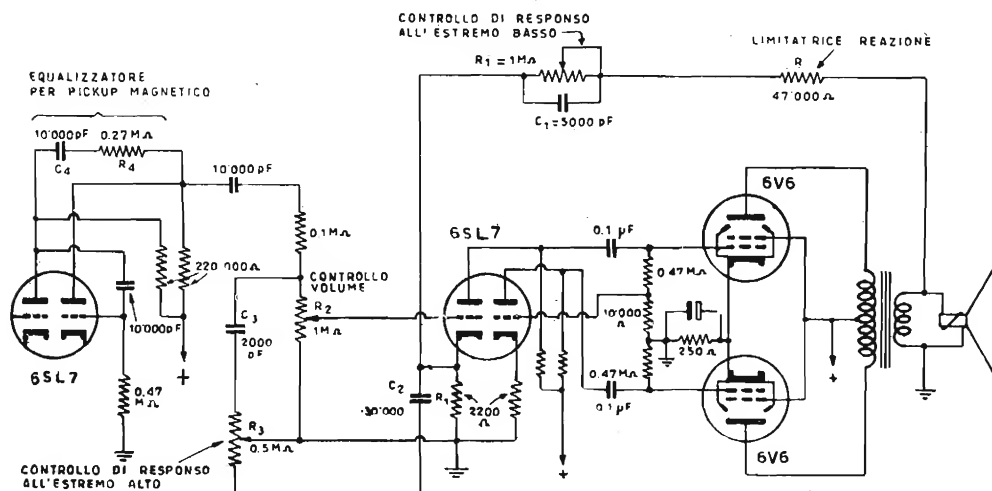 CONTROLLO DI RESPONSO
ALL'ESTREMO BASSO
R1 = 1MΩ
C1 = 5000 pF
LIMITATRICE REAZIONE
R
47'000 Ω
EQUALIZZATORE
PER PICKUP MAGNETICO
10'000 pF
0.27 MΩ
C4
R4
10'000 pF
0.1 MΩ
220'000 Ω
10'000 pF
6SL7
0.47
MΩ
CONTROLLO
VOLUME
R2
1MΩ
C3
2000
pF
R3
0.5 MΩ
CONTROLLO DI RESPONSO
ALL'ESTREMO ALTO
6SL7
C2
30'000
R1
2200
Ω
+
0.1 µF
0.47 MΩ
10'000
Ω
250 Ω
0.47 MΩ
0.1 µF
+
6V6
6V6
+